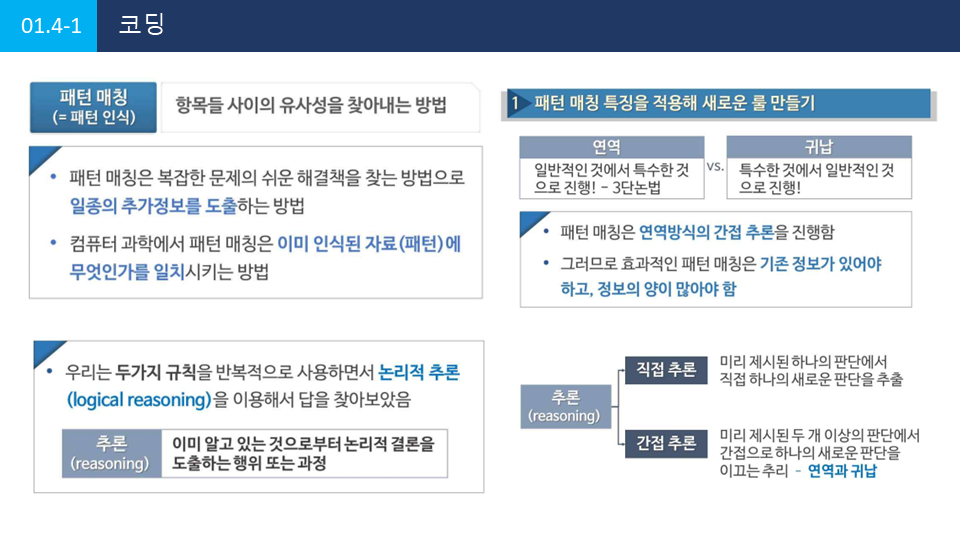 01.4-1 코딩
패턴 매칭
(= 패턴 인식)
항목들 사이의 유사성을 찾아내는 방법
• 패턴 매칭은 복잡한 문제의 쉬운 해결책을 찾는 방법으로
일종의 추가정보를 도출하는 방법
• 컴퓨터 과학에서 패턴 매칭은 이미 인식된 자료(패턴)에
무엇인가를 일치시키는 방법
• 우리는 두가지 규칙을 반복적으로 사용하면서 논리적 추론
(logical reasoning)을 이용해서 답을 찾아보았음
추론
(reasoning)
이미 알고 있는 것으로부터 논리적 결론을
도출하는 행위 또는 과정
1 패턴 매칭 특징을 적용해 새로운 룰 만들기
연역
일반적인 것에서 특수한 것
으로 진행! – 3단논법
vs.
귀납
특수한 것에서 일반적인 것
으로 진행!
• 패턴 매칭은 연역방식의 간접 추론을 진행함
• 그러므로 효과적인 패턴 매칭은 기존 정보가 있어야
하고, 정보의 양이 많아야 함
추론
(reasoning)
직접 추론
미리 제시된 하나의 판단에서
직접 하나의 새로운 판단을 추출
간접 추론
미리 제시된 두 개 이상의 판단에서
간접으로 하나의 새로운 판단을
이끄는 추리 – 연역과 귀납